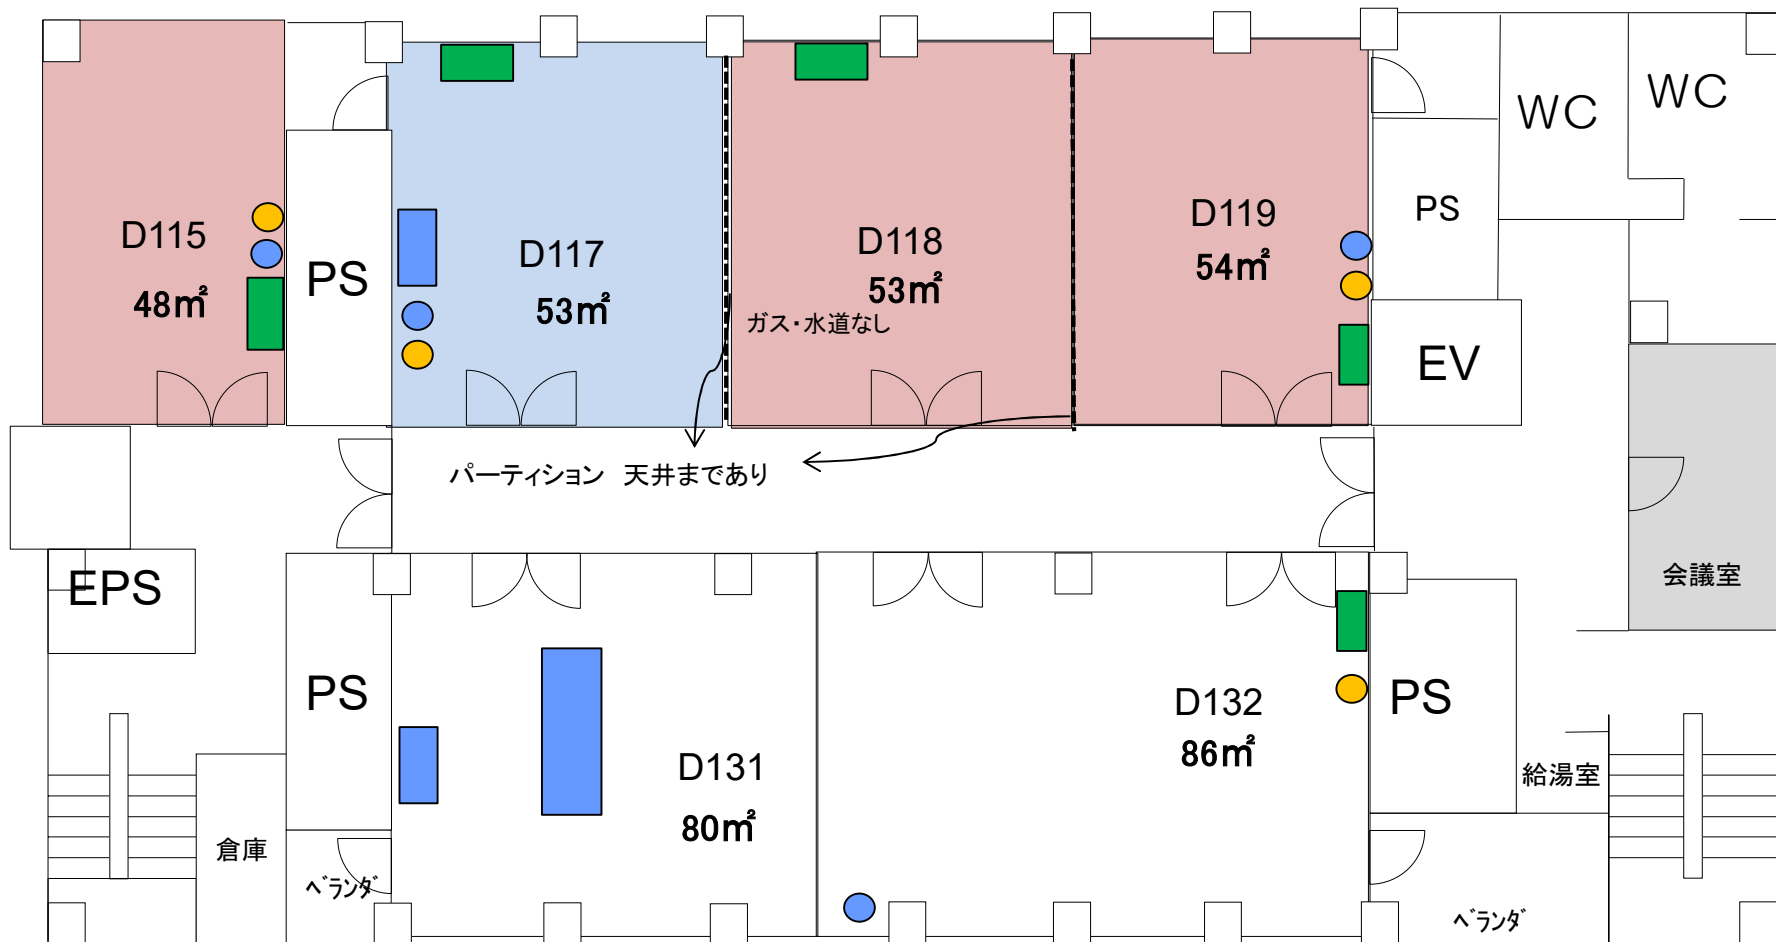 WC
WC
D115
48㎡
PS
D117
53㎡
D118
53㎡
ガス・水道なし
D119
54㎡
PS
EV
パーティション　天井まであり
EPS
会議室
PS
D131
80㎡
D132
86㎡
PS
給湯室
倉庫
ベランダ
ベランダ